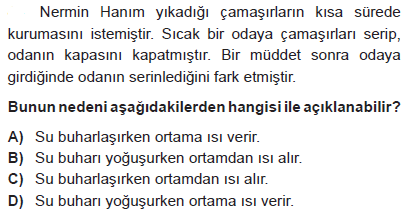 Nermin Hanım yıkadığı çamaşırların kısa sürede
kurumasını istemiştir. Sıcak bir odaya çamaşırları serip,
odanın kapasını kapatmıştır. Bir müddet sonra odaya
girdiğinde odanın serinlediğini fark etmiştir.
Bunun nedeni aşağıdakilerden hangisi ile açıklanabilir?
A) Su buharlaşırken ortama ısı verir.
B) Su buharı yoğuşurken ortamdan ısı alır.
C) Su buharlaşırken ortamdan ısı alır.
D) Su buharı yoğuşurken ortama ısı verir.